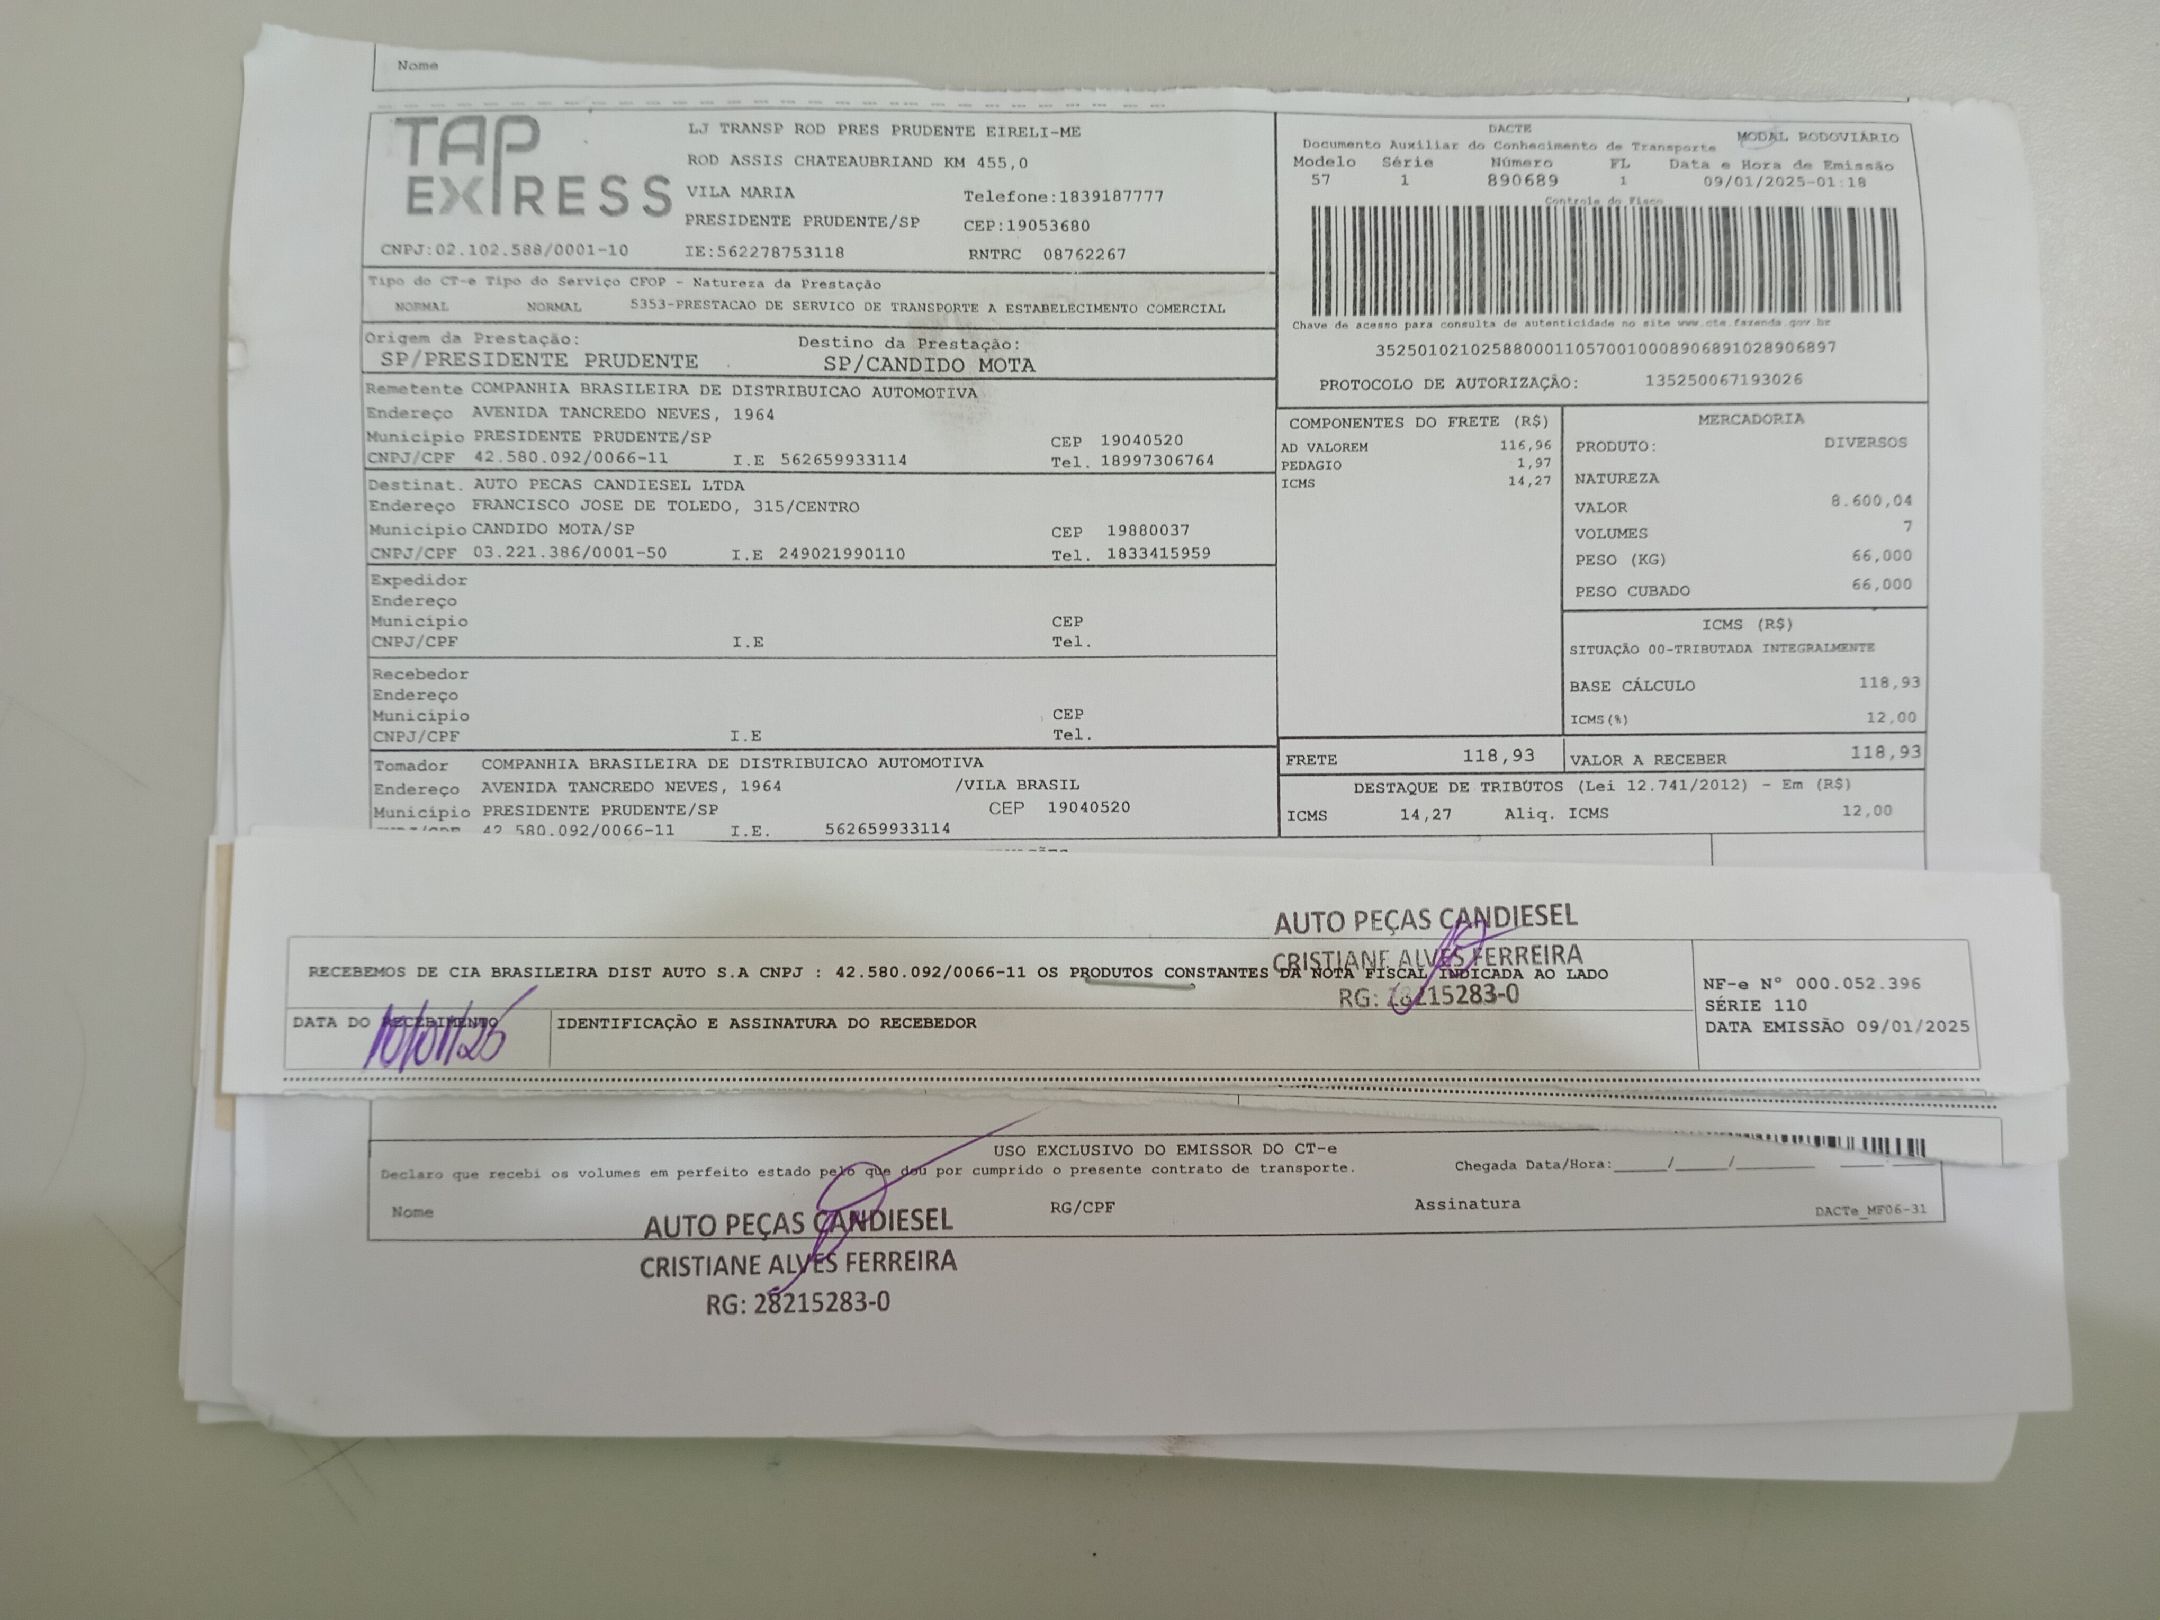 Nome
TAP EXPRESS
LJ TRANSP ROD PRES PRUDENTE EIRELI-ME
ROD ASSIS CHATEAUBRIAND KM 455,0
VILA MARIA Telefone:1839187777
PRESIDENTE PRUDENTE/SP CEP:19053680
CNPJ:02.102.588/0001-10 IE:562278753118 RNTRC 08762267
DACTE MODAL RODOVIÁRIO
Documento Auxiliar do Conhecimento de Transporte
Modelo Série Número FL Data e Hora de Emissão
57 1 890689 1 09/01/2025-01:18
Controle do Fisco
Chave de acesso para consulta de autenticidade no site www.cte.fazenda.gov.br
35250102102588000110570010008906891028906897
PROTOCOLO DE AUTORIZAÇÃO: 135250067193026
Tipo do CT-e Tipo do Serviço CFOP - Natureza da Prestação
NORMAL NORMAL 5353-PRESTACAO DE SERVICO DE TRANSPORTE A ESTABELECIMENTO COMERCIAL
Origem da Prestação: Destino da Prestação:
SP/PRESIDENTE PRUDENTE SP/CANDIDO MOTA
Remetente COMPANHIA BRASILEIRA DE DISTRIBUICAO AUTOMOTIVA
Endereço AVENIDA TANCREDO NEVES, 1964
Município PRESIDENTE PRUDENTE/SP CEP 19040520
CNPJ/CPF 42.580.092/0066-11 I.E 562659933114 Tel. 18997306764
Destinat. AUTO PECAS CANDIESEL LTDA
Endereço FRANCISCO JOSE DE TOLEDO, 315/CENTRO
Município CANDIDO MOTA/SP CEP 19880037
CNPJ/CPF 03.221.386/0001-50 I.E 249021990110 Tel. 1833415959
Expedidor
Endereço
Município CEP
CNPJ/CPF I.E Tel.
Recebedor
Endereço
Município CEP
CNPJ/CPF I.E Tel.
Tomador COMPANHIA BRASILEIRA DE DISTRIBUICAO AUTOMOTIVA
Endereço AVENIDA TANCREDO NEVES, 1964 /VILA BRASIL
Município PRESIDENTE PRUDENTE/SP CEP 19040520
42.580.092/0066-11 I.E. 562659933114
COMPONENTES DO FRETE (R$)
AD VALOREM 116,96
PEDAGIO 1,97
ICMS 14,27
MERCADORIA
PRODUTO: DIVERSOS
NATUREZA
VALOR 8.600,04
VOLUMES 7
PESO (KG) 66,000
PESO CUBADO 66,000
ICMS (R$)
SITUAÇÃO 00-TRIBUTADA INTEGRALMENTE
BASE CÁLCULO 118,93
ICMS(%) 12,00
FRETE 118,93 VALOR A RECEBER 118,93
DESTAQUE DE TRIBUTOS (Lei 12.741/2012) - Em (R$)
ICMS 14,27 Aliq. ICMS 12,00
AUTO PEÇAS CANDIESEL
CRISTIANE ALVES FERREIRA
RG: 28215283-0
RECEBEMOS DE CIA BRASILEIRA DIST AUTO S.A CNPJ : 42.580.092/0066-11 OS PRODUTOS CONSTANTES DA NOTA FISCAL INDICADA AO LADO
DATA DO RECEBIMENTO IDENTIFICAÇÃO E ASSINATURA DO RECEBEDOR
10/01/25
NF-e N° 000.052.396
SÉRIE 110
DATA EMISSÃO 09/01/2025
USO EXCLUSIVO DO EMISSOR DO CT-e
Declaro que recebi os volumes em perfeito estado pelo que dou por cumprido o presente contrato de transporte. Chegada Data/Hora:_____/_____/________
Nome RG/CPF Assinatura DACTe_MF06-31
AUTO PEÇAS CANDIESEL
CRISTIANE ALVES FERREIRA
RG: 28215283-0